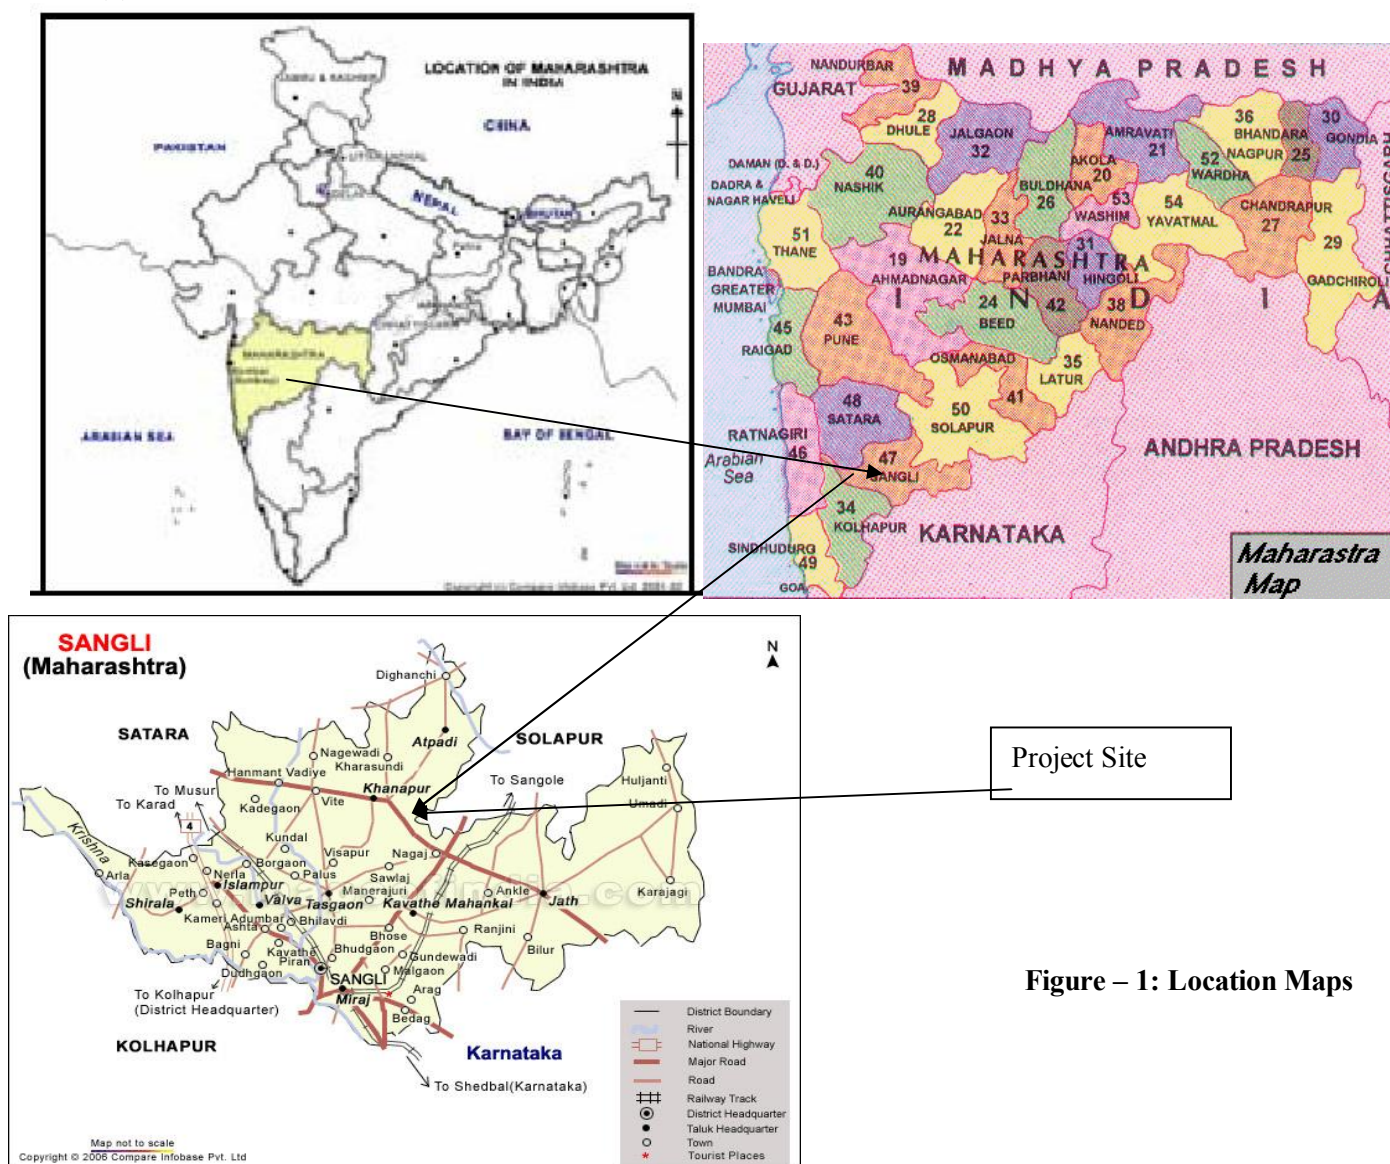 LOCATION OF MAHARASHTRA
IN INDIA
N
CHINA
PAKISTAN
NEPAL
BHUTAN
MAHARASHTRA
ARABIAN SEA
BAY OF BENGAL
MADHYA PRADESH
NANDURBAR
GUJARAT
39
28
DHULE
JALGAON
32
AMRAVATI
21
36
BHANDARA
NAGPUR
25
30
GONDIA
DAMAN (D. & D.)
DADRA &
NAGAR HAVELI
40
NASHIK
BULDHANA
26
AKOLA
20
52
WARDHA
53
WASHIM
54
YAVATMAL
CHANDRAPUR
27
29
GADCHIROLI
AURANGABAD
22
33
JALNA
31
HINGOLI
51
THANE
19
AHMADNAGAR
MAHARASHTRA
PARBHANI
42
INDIA
BANDRA
GREATER
MUMBAI
45
RAIGAD
43
PUNE
24
BEED
38
NANDED
OSMANABAD
35
LATUR
41
48
SATARA
50
SOLAPUR
RATNAGIRI
46
Arabian
Sea
47
SANGLI
34
KOLHAPUR
ANDHRA PRADESH
KARNATAKA
SINDHUDURG
49
GOA
Maharastra
Map
SANGLI
(Maharashtra)
N
Dighanchi
SATARA
Atpadi
SOLAPUR
Nagewadi
Kharasundi
Hanmant Vadiye
To Sangole
Huljanti
To Musur
Khanapur
To Karad
Vite
Umadi
Kadegaon
4
Krishna
Kundal
Visapur
Nagaj
Kasegaon
Borgaon
Arla
Nerla
Palus
Sawlaj
Islampur
Manerajuri
Ankle
Karajagi
Peth
Shirala
Valva
Tasgaon
Kavathe Mahankal
Jath
Kameri
Adumbar
Bhilavdi
Ashta
Bhose
Ranjini
Bagni
Kavathe
Piran
Bhudgaon
Gundewadi
Bilur
Dudhgaon
SANGLI
Malgaon
To Kolhapur
(District Headquarter)
Miraj
Arag
Bedag
KOLHAPUR
Karnataka
To Shedbal(Karnataka)
District Boundary
River
National Highway
Major Road
Road
Railway Track
District Headquarter
Taluk Headquarter
Town
Tourist Places
Map not to scale
Copyright © 2006 Compare Infobase Pvt. Ltd
Project Site
Figure – 1: Location Maps